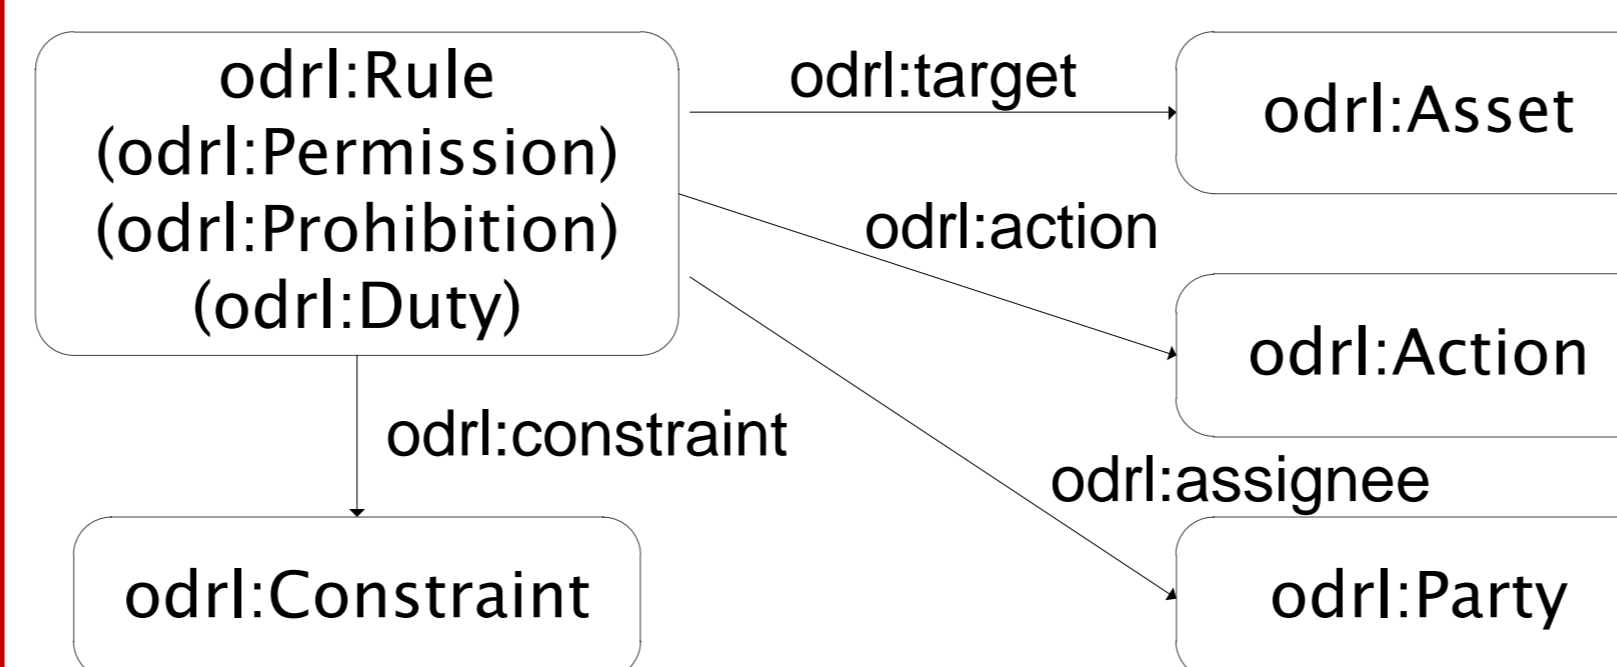 odrl:Rule
(odrl:Permission)
(odrl:Prohibition)
(odrl:Duty)
odrl:target
odrl:Asset
odrl:action
odrl:Action
odrl:constraint
odrl:assignee
odrl:Constraint
odrl:Party